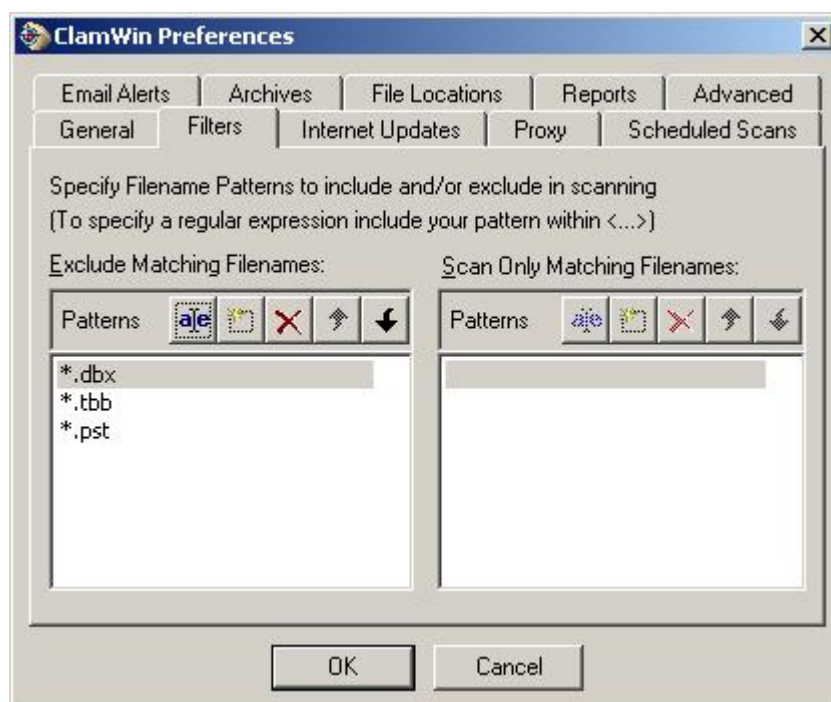 ClamWin Preferences
Email Alerts Archives File Locations Reports Advanced
General Filters Internet Updates Proxy Scheduled Scans
Specify Filename Patterns to include and/or exclude in scanning
(To specify a regular expression include your pattern within <...>)
Exclude Matching Filenames: Scan Only Matching Filenames:
Patterns a|e Patterns a|e
*.dbx
*.tbb
*.pst
OK Cancel